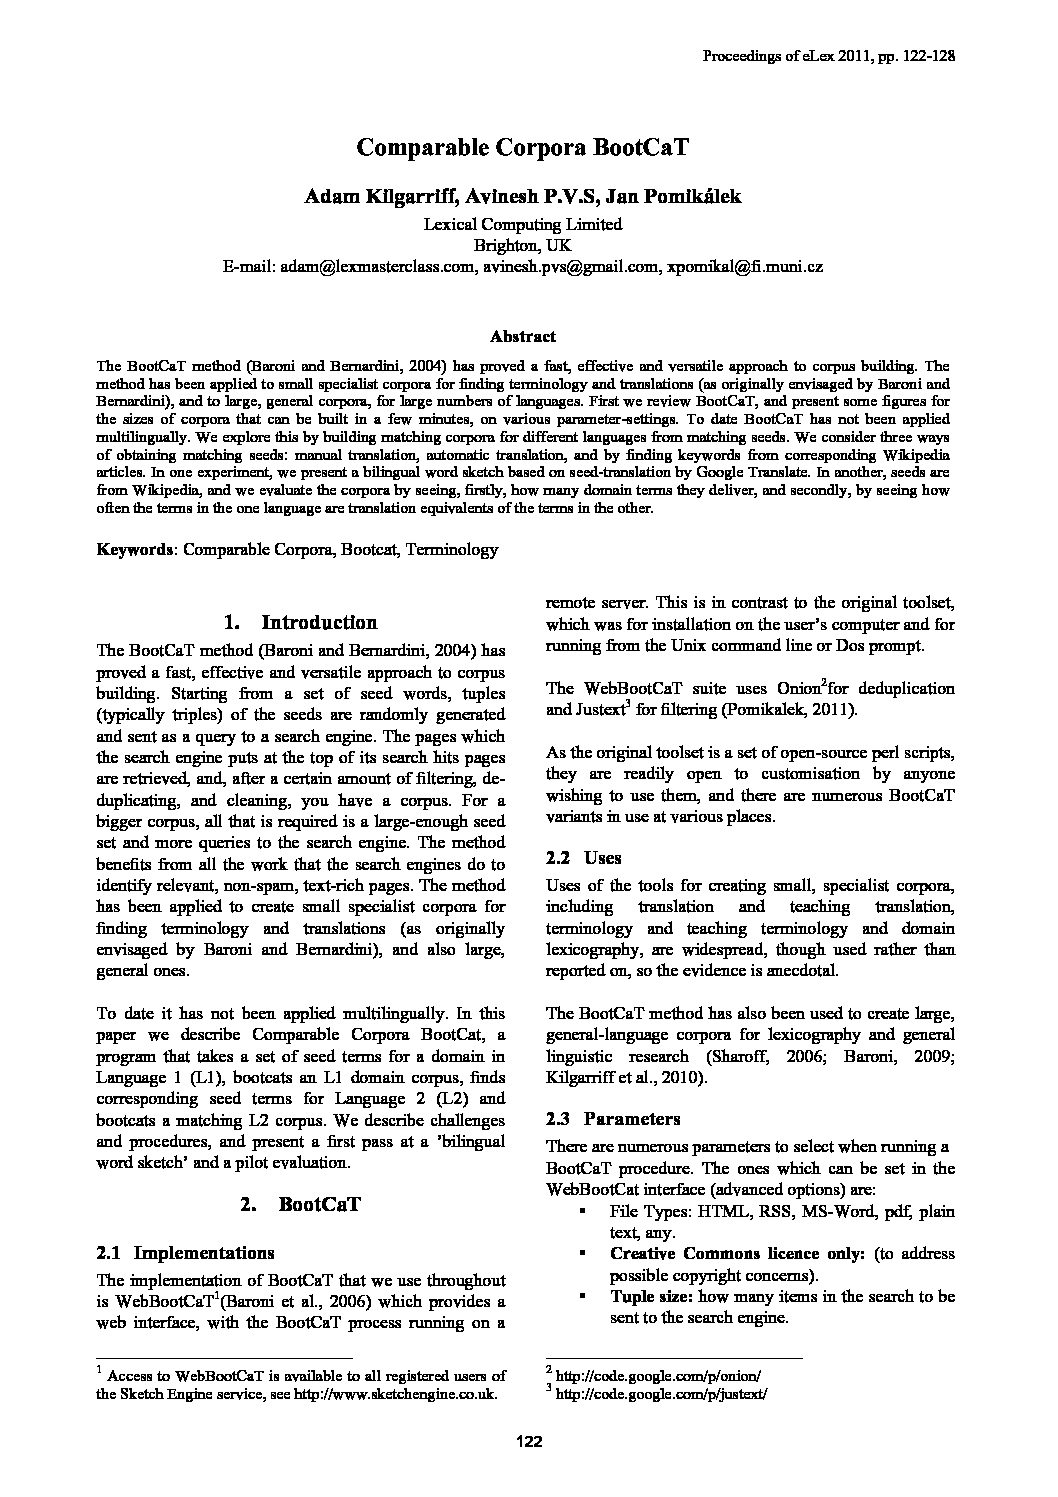 Proceedings of eLex 2011, pp. 122-128
Comparable Corpora BootCaT
Adam Kilgarriff, Avinesh P.V.S, Jan Pomikálek
Lexical Computing Limited
Brighton, UK
E-mail: adam@lexmasterclass.com, avinesh.pvs@gmail.com, xpomikal@fi.muni.cz
Abstract
The BootCaT method (Baroni and Bernardini, 2004) has proved a fast, effective and versatile approach to corpus building. The
method has been applied to small specialist corpora for finding terminology and translations (as originally envisaged by Baroni and
Bernardini), and to large, general corpora, for large numbers of languages. First we review BootCaT, and present some figures for
the sizes of corpora that can be built in a few minutes, on various parameter-settings. To date BootCaT has not been applied
multilingually. We explore this by building matching corpora for different languages from matching seeds. We consider three ways
of obtaining matching seeds: manual translation, automatic translation, and by finding keywords from corresponding Wikipedia
articles. In one experiment, we present a bilingual word sketch based on seed-translation by Google Translate. In another, seeds are
from Wikipedia, and we evaluate the corpora by seeing, firstly, how many domain terms they deliver, and secondly, by seeing how
often the terms in the one language are translation equivalents of the terms in the other.
Keywords: Comparable Corpora, Bootcat, Terminology
1. Introduction
The BootCaT method (Baroni and Bernardini, 2004) has
proved a fast, effective and versatile approach to corpus
building. Starting from a set of seed words, tuples
(typically triples) of the seeds are randomly generated
and sent as a query to a search engine. The pages which
the search engine puts at the top of its search hits pages
are retrieved, and, after a certain amount of filtering, de-
duplicating, and cleaning, you have a corpus. For a
bigger corpus, all that is required is a large-enough seed
set and more queries to the search engine. The method
benefits from all the work that the search engines do to
identify relevant, non-spam, text-rich pages. The method
has been applied to create small specialist corpora for
finding terminology and translations (as originally
envisaged by Baroni and Bernardini), and also large,
general ones.
To date it has not been applied multilingually. In this
paper we describe Comparable Corpora BootCat, a
program that takes a set of seed terms for a domain in
Language 1 (L1), bootcats an L1 domain corpus, finds
corresponding seed terms for Language 2 (L2) and
bootcats a matching L2 corpus. We describe challenges
and procedures, and present a first pass at a ’bilingual
word sketch’ and a pilot evaluation.
2. BootCaT
2.1 Implementations
The implementation of BootCaT that we use throughout
is WebBootCaT1(Baroni et al., 2006) which provides a
web interface, with the BootCaT process running on a
1 Access to WebBootCaT is available to all registered users of
the Sketch Engine service, see http://www.sketchengine.co.uk.
remote server. This is in contrast to the original toolset,
which was for installation on the user’s computer and for
running from the Unix command line or Dos prompt.
The WebBootCaT suite uses Onion2for deduplication
and Justext3 for filtering (Pomikalek, 2011).
As the original toolset is a set of open-source perl scripts,
they are readily open to customisation by anyone
wishing to use them, and there are numerous BootCaT
variants in use at various places.
2.2 Uses
Uses of the tools for creating small, specialist corpora,
including translation and teaching translation,
terminology and teaching terminology and domain
lexicography, are widespread, though used rather than
reported on, so the evidence is anecdotal.
The BootCaT method has also been used to create large,
general-language corpora for lexicography and general
linguistic research (Sharoff, 2006; Baroni, 2009;
Kilgarriff et al., 2010).
2.3 Parameters
There are numerous parameters to select when running a
BootCaT procedure. The ones which can be set in the
WebBootCat interface (advanced options) are:
▪ File Types: HTML, RSS, MS-Word, pdf, plain
text, any.
▪ Creative Commons licence only: (to address
possible copyright concerns).
▪ Tuple size: how many items in the search to be
sent to the search engine.
2 http://code.google.com/p/onion/
3 http://code.google.com/p/justext/
122